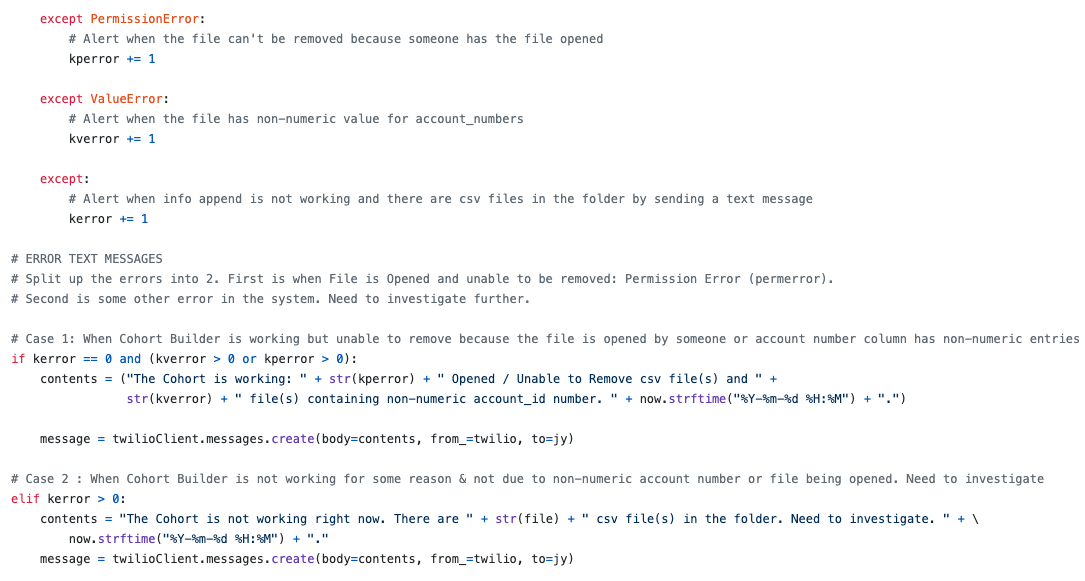 except PermissionError:
# Alert when the file can't be removed because someone has the file opened
kperror += 1
except ValueError:
# Alert when the file has non-numeric value for account_numbers
kverror += 1
except:
# Alert when info append is not working and there are csv files in the folder by sending a text message
kerror += 1
# ERROR TEXT MESSAGES
# Split up the errors into 2. First is when File is Opened and unable to be removed: Permission Error (permerror).
# Second is some other error in the system. Need to investigate further.
# Case 1: When Cohort Builder is working but unable to remove because the file is opened by someone or account number column has non-numeric entries
if kerror == 0 and (kverror > 0 or kperror > 0):
contents = ("The Cohort is working: " + str(kperror) + " Opened / Unable to Remove csv file(s) and " +
str(kverror) + " file(s) containing non-numeric account_id number. " + now.strftime("%Y-%m-%d %H:%M") + ".")
message = twilioClient.messages.create(body=contents, from_=twilio, to=jy)
# Case 2 : When Cohort Builder is not working for some reason & not due to non-numeric account number or file being opened. Need to investigate
elif kerror > 0:
contents = "The Cohort is not working right now. There are " + str(file) + " csv file(s) in the folder. Need to investigate. " + \
now.strftime("%Y-%m-%d %H:%M") + "."
message = twilioClient.messages.create(body=contents, from_=twilio, to=jy)